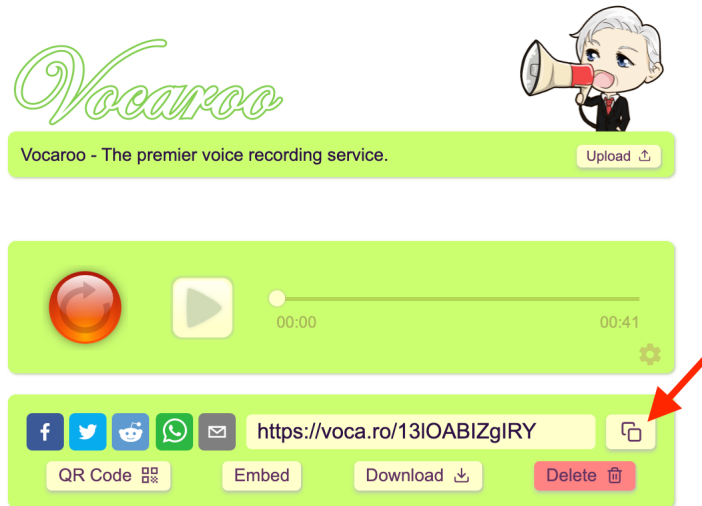 Vocaroo
Vocaroo - The premier voice recording service.
Upload
00:00
00:41
f
https://voca.ro/13lOABIZgIRY
QR Code
Embed
Download
Delete